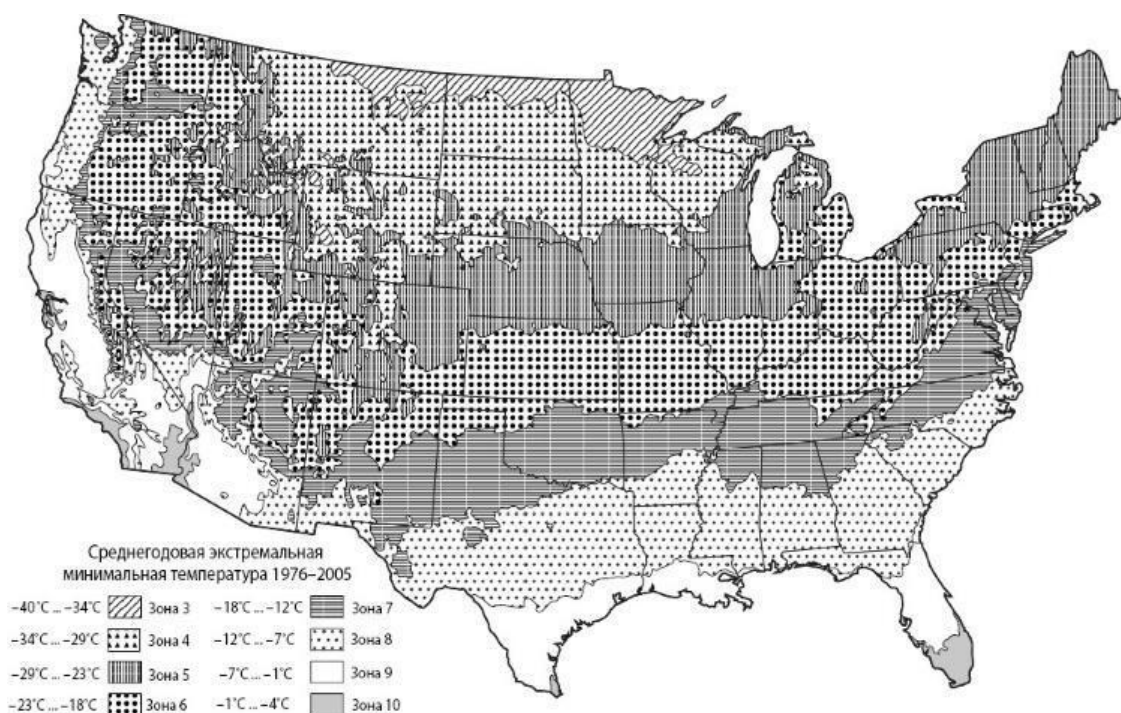 Среднегодовая экстремальная
минимальная температура 1976–2005
−40°C ... −34°C Зона 3 −18°C ... −12°C Зона 7
−34°C ... −29°C Зона 4 −12°C ... −7°C Зона 8
−29°C ... −23°C Зона 5 −7°C ... −1°C Зона 9
−23°C ... −18°C Зона 6 −1°C ... −4°C Зона 10